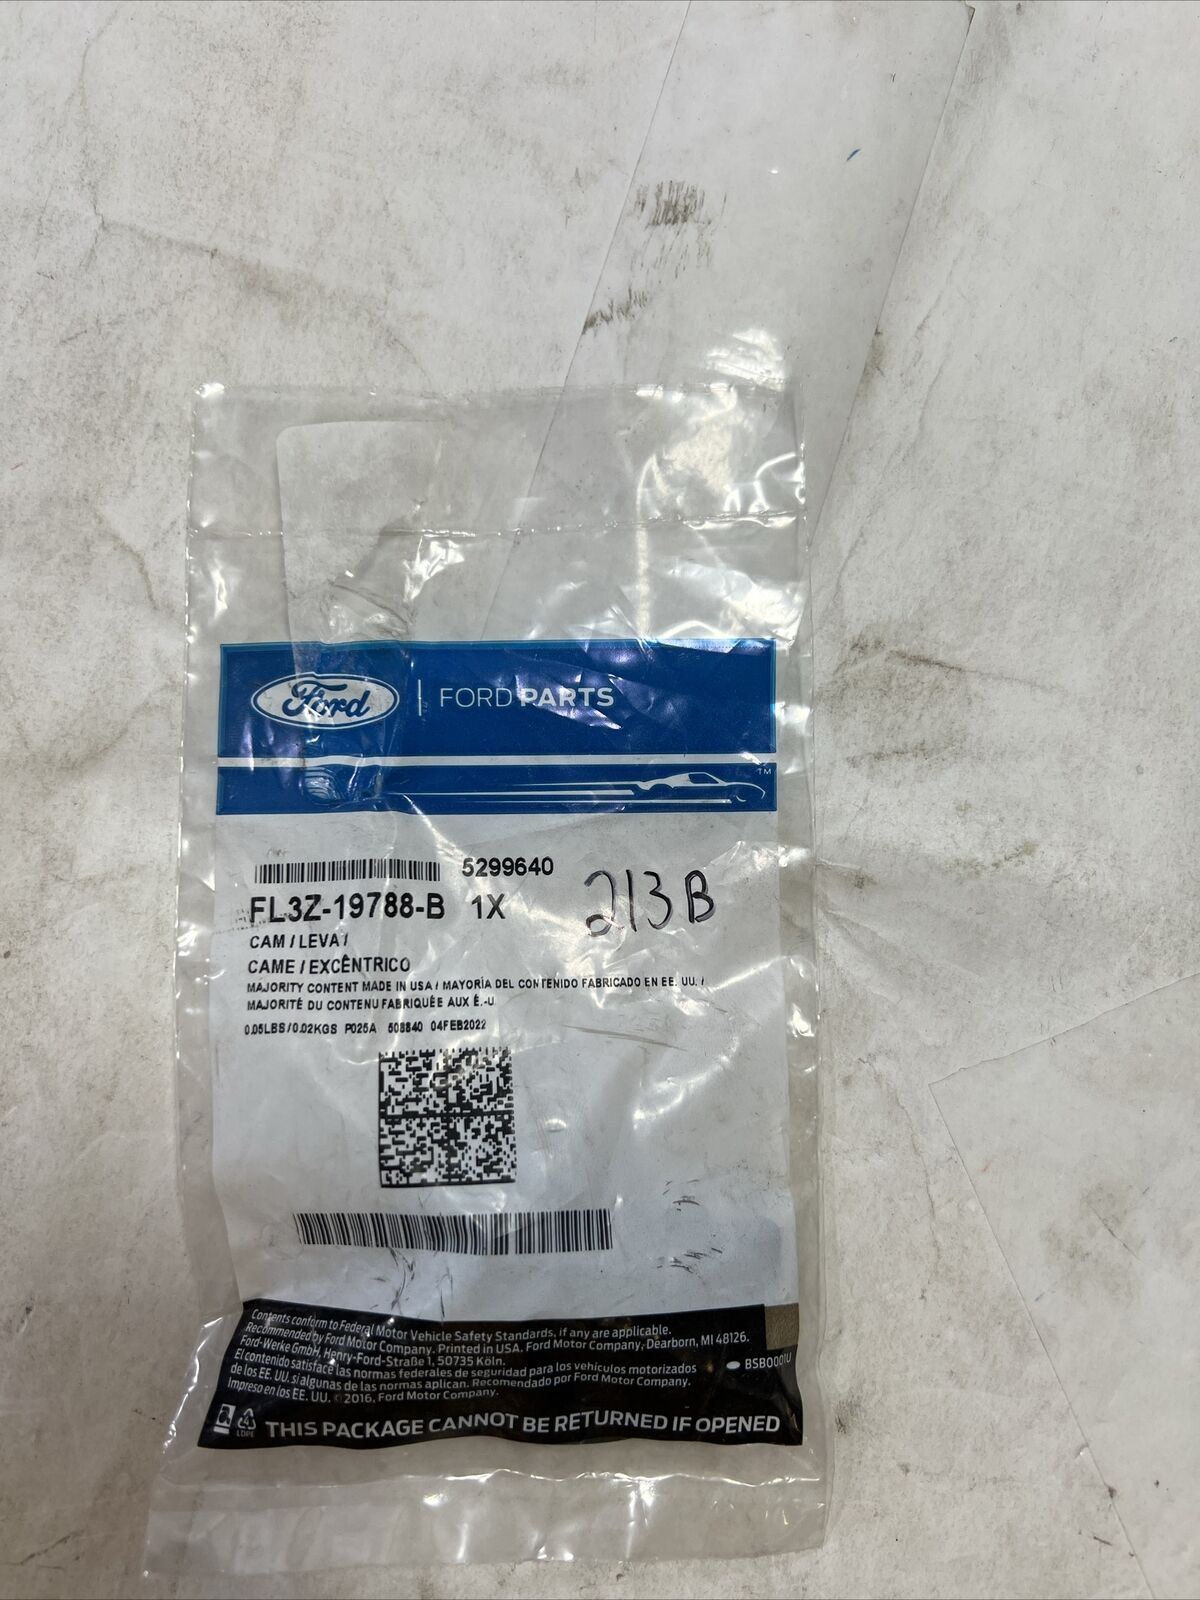 Ford | FORD PARTS
TM
5299640
FL3Z-19788-B 1X
213B
CAM / LEVA /
CAME / EXCÊNTRICO
MAJORITY CONTENT MADE IN USA / MAYORÍA DEL CONTENIDO FABRICADO EN EE. UU. /
MAJORITÉ DU CONTENU FABRIQUÉE AUX É.-U
0.05LBS/0.02KGS P025A 508840 04FEB2022
Contents conform to Federal Motor Vehicle Safety Standards, if any are applicable.
Recommended by Ford Motor Company. Printed in USA. Ford Motor Company, Dearborn, MI 48126.
Ford-Werke GmbH, Henry-Ford-Straße 1, 50735 Köln.
El contenido satisface las normas federales de seguridad para los vehículos motorizados
de los EE. UU. si algunas de las normas aplican. Recomendado por Ford Motor Company.
Impreso en los EE. UU. ©2016, Ford Motor Company.
BSB0001U
4
LDPE
THIS PACKAGE CANNOT BE RETURNED IF OPENED